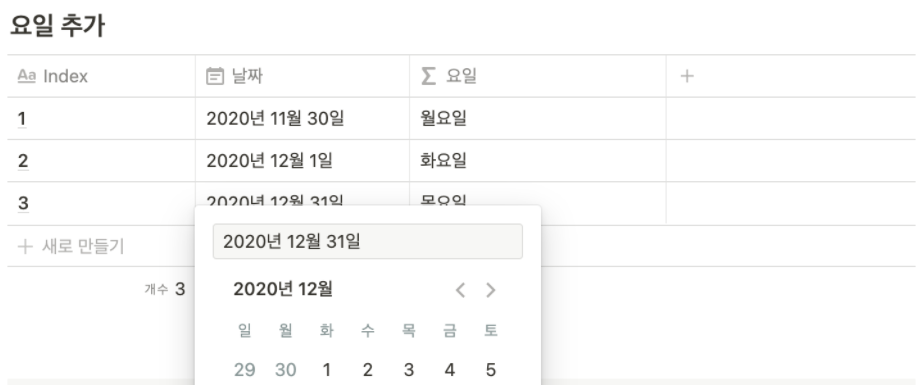 요일 추가
Aa Index 날짜 Σ 요일 +
1 2020년 11월 30일 월요일
2 2020년 12월 1일 화요일
3 2020년 12월 31일 목요일
+ 새로 만들기
개수 3
2020년 12월 31일
2020년 12월
일 월 화 수 목 금 토
29 30 1 2 3 4 5